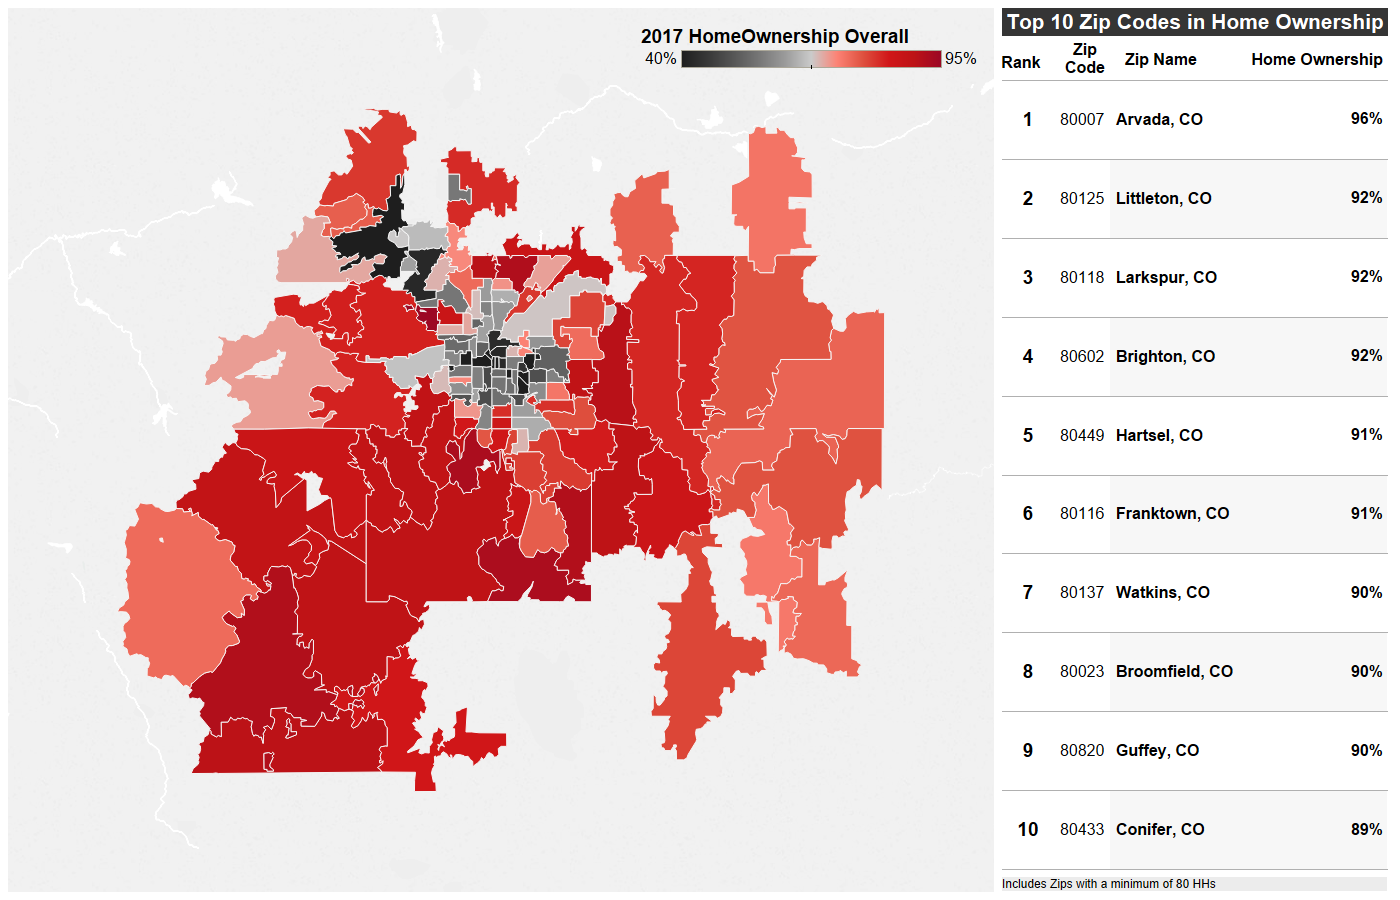 2017 HomeOwnership Overall
40% 95%
Top 10 Zip Codes in Home Ownership
Rank Zip Code Zip Name Home Ownership
1 80007 Arvada, CO 96%
2 80125 Littleton, CO 92%
3 80118 Larkspur, CO 92%
4 80602 Brighton, CO 92%
5 80449 Hartsel, CO 91%
6 80116 Franktown, CO 91%
7 80137 Watkins, CO 90%
8 80023 Broomfield, CO 90%
9 80820 Guffey, CO 90%
10 80433 Conifer, CO 89%
Includes Zips with a minimum of 80 HHs